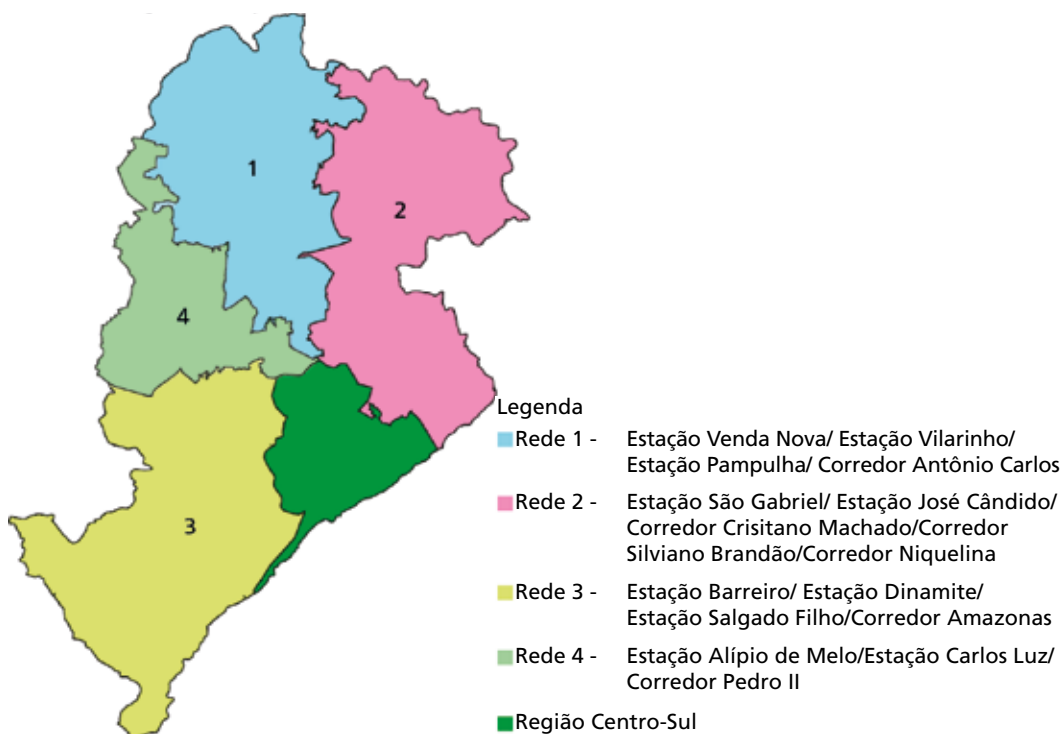 1
2
4
3
Legenda
Rede 1 - Estação Venda Nova/ Estação Vilarinho/
Estação Pampulha/ Corredor Antônio Carlos
Rede 2 - Estação São Gabriel/ Estação José Cândido/
Corredor Crisitano Machado/Corredor
Silviano Brandão/Corredor Niquelina
Rede 3 - Estação Barreiro/ Estação Dinamite/
Estação Salgado Filho/Corredor Amazonas
Rede 4 - Estação Alípio de Melo/Estação Carlos Luz/
Corredor Pedro II
Região Centro-Sul